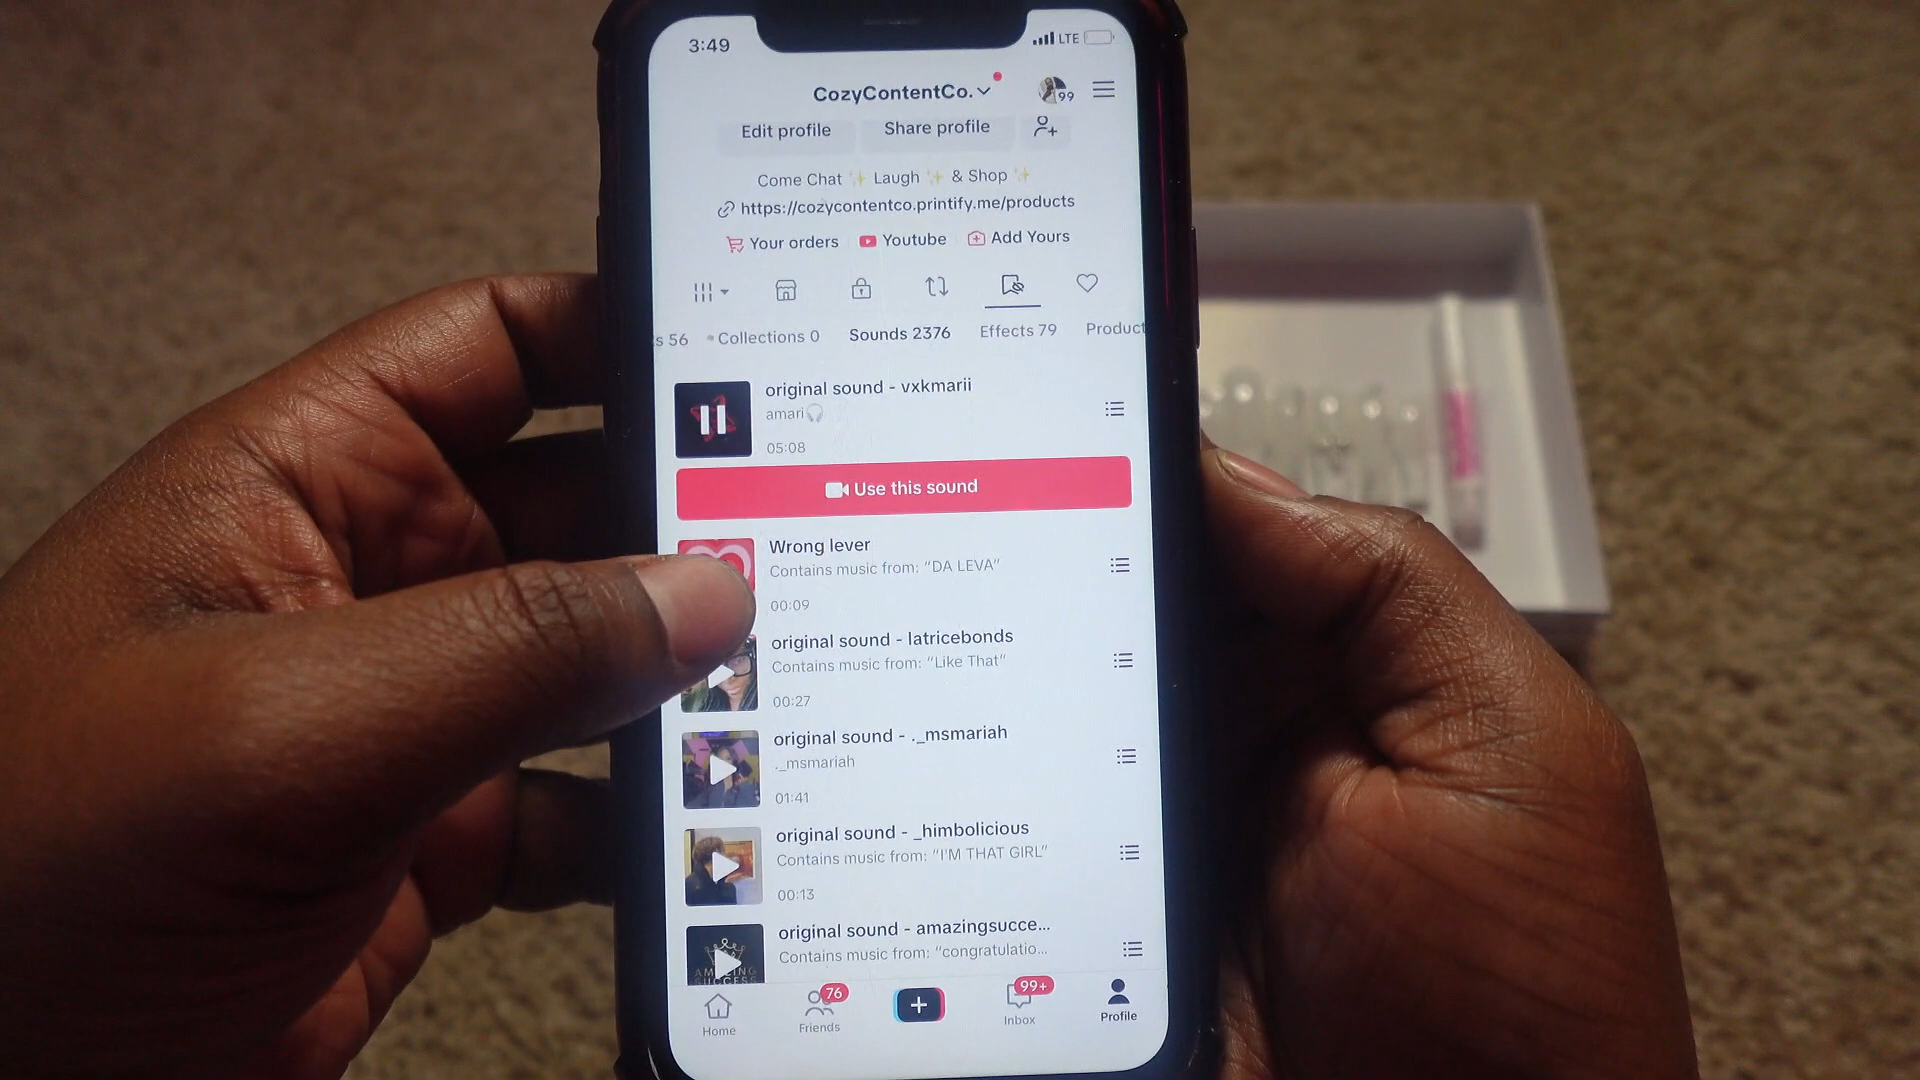 3:49
LTE
CozyContentCo.
99
Edit profile
Share profile
Come Chat ✨ Laugh ✨ & Shop ✨
https://cozycontentco.printify.me/products
Your orders
Youtube
Add Yours
s 56
Collections 0
Sounds 2376
Effects 79
Product
original sound - vxkmarii
amari🎧
05:08
Use this sound
Wrong lever
Contains music from: "DA LEVA"
00:09
original sound - latricebonds
Contains music from: "Like That"
00:27
original sound - ._msmariah
._msmariah
01:41
original sound - _himbolicious
Contains music from: "I'M THAT GIRL"
00:13
original sound - amazingsucce...
Contains music from: "congratulatio...
AMAZING
SUCCESS
Home
76
Friends
99+
Inbox
Profile